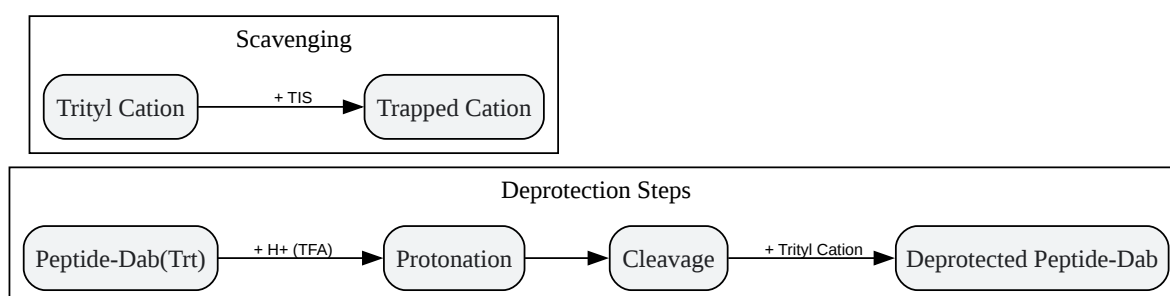 Scavenging
Trityl Cation
+ TIS
Trapped Cation
Deprotection Steps
Peptide-Dab(Trt)
+ H+ (TFA)
Protonation
Cleavage
+ Trityl Cation
Deprotected Peptide-Dab